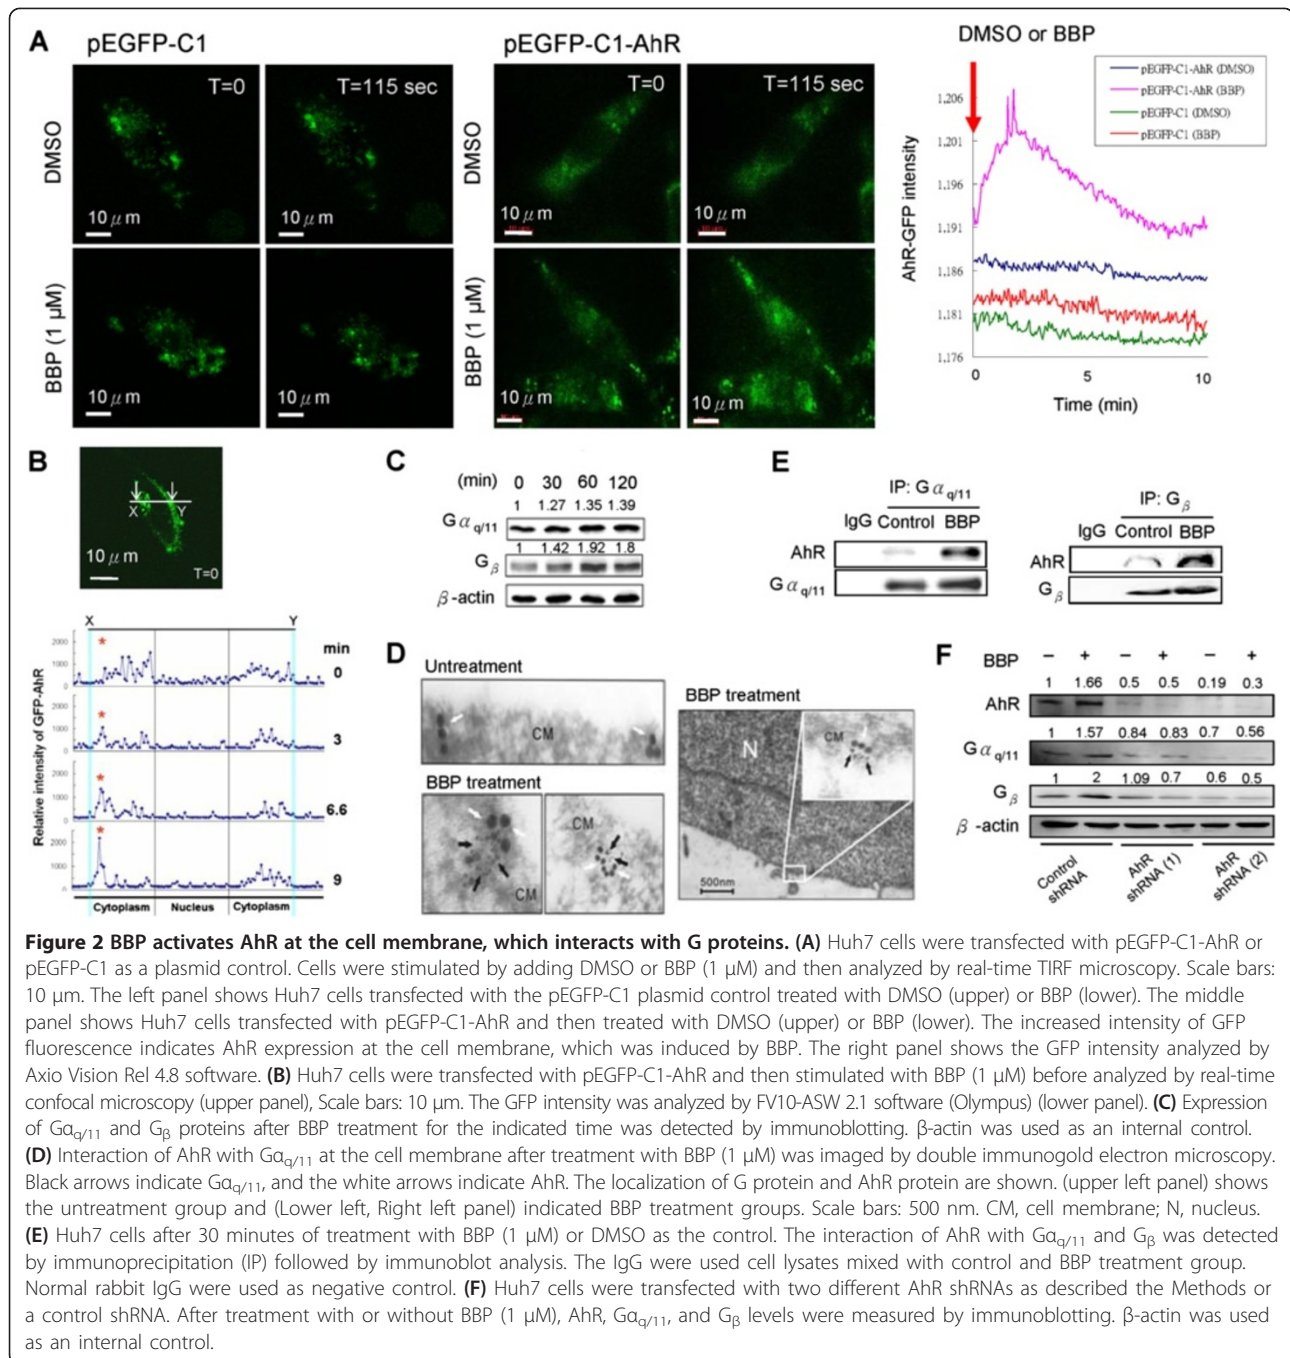 A pEGFP-C1 pEGFP-C1-AhR DMSO or BBP
T=0 T=115 sec T=0 T=115 sec
DMSO DMSO
10 μm 10 μm 10 μm 10 μm
BBP (1 μM) BBP (1 μM)
10 μm 10 μm 10 μm 10 μm
pEGFP-C1-AhR (DMSO)
pEGFP-C1-AhR (BBP)
pEGFP-C1 (DMSO)
pEGFP-C1 (BBP)
AhR-GFP intensity
1,206
1,201
1,196
1,191
1,186
1,181
1,176
0 5 10
Time (min)
B
X Y
10 μm T=0
X Y
min
Relative intensity of GFP-AhR
2000 1000 0 * 0
2000 1000 0 * 3
2000 1000 0 * 6.6
2000 1000 0 * 9
Cytoplasm Nucleus Cytoplasm
C
(min) 0 30 60 120
1 1.27 1.35 1.39
Gαq/11
1 1.42 1.92 1.8
Gβ
β-actin
D
Untreatment
CM
BBP treatment
CM CM
BBP treatment
N CM
500nm
E
IP: Gαq/11
IgG Control BBP
AhR
Gαq/11
IP: Gβ
IgG Control BBP
AhR
Gβ
F
BBP − + − + − +
1 1.66 0.5 0.5 0.19 0.3
AhR
1 1.57 0.84 0.83 0.7 0.56
Gαq/11
1 2 1.09 0.7 0.6 0.5
Gβ
β-actin
Control shRNA
AhR shRNA (1)
AhR shRNA (2)
Figure 2 BBP activates AhR at the cell membrane, which interacts with G proteins. (A) Huh7 cells were transfected with pEGFP-C1-AhR or
pEGFP-C1 as a plasmid control. Cells were stimulated by adding DMSO or BBP (1 μM) and then analyzed by real-time TIRF microscopy. Scale bars:
10 μm. The left panel shows Huh7 cells transfected with the pEGFP-C1 plasmid control treated with DMSO (upper) or BBP (lower). The middle
panel shows Huh7 cells transfected with pEGFP-C1-AhR and then treated with DMSO (upper) or BBP (lower). The increased intensity of GFP
fluorescence indicates AhR expression at the cell membrane, which was induced by BBP. The right panel shows the GFP intensity analyzed by
Axio Vision Rel 4.8 software. (B) Huh7 cells were transfected with pEGFP-C1-AhR and then stimulated with BBP (1 μM) before analyzed by real-time
confocal microscopy (upper panel), Scale bars: 10 μm. The GFP intensity was analyzed by FV10-ASW 2.1 software (Olympus) (lower panel). (C) Expression
of Gαq/11 and Gβ proteins after BBP treatment for the indicated time was detected by immunoblotting. β-actin was used as an internal control.
(D) Interaction of AhR with Gαq/11 at the cell membrane after treatment with BBP (1 μM) was imaged by double immunogold electron microscopy.
Black arrows indicate Gαq/11, and the white arrows indicate AhR. The localization of G protein and AhR protein are shown. (upper left panel) shows
the untreatment group and (Lower left, Right left panel) indicated BBP treatment groups. Scale bars: 500 nm. CM, cell membrane; N, nucleus.
(E) Huh7 cells after 30 minutes of treatment with BBP (1 μM) or DMSO as the control. The interaction of AhR with Gαq/11 and Gβ was detected
by immunoprecipitation (IP) followed by immunoblot analysis. The IgG were used cell lysates mixed with control and BBP treatment group.
Normal rabbit IgG were used as negative control. (F) Huh7 cells were transfected with two different AhR shRNAs as described the Methods or
a control shRNA. After treatment with or without BBP (1 μM), AhR, Gαq/11, and Gβ levels were measured by immunoblotting. β-actin was used
as an internal control.